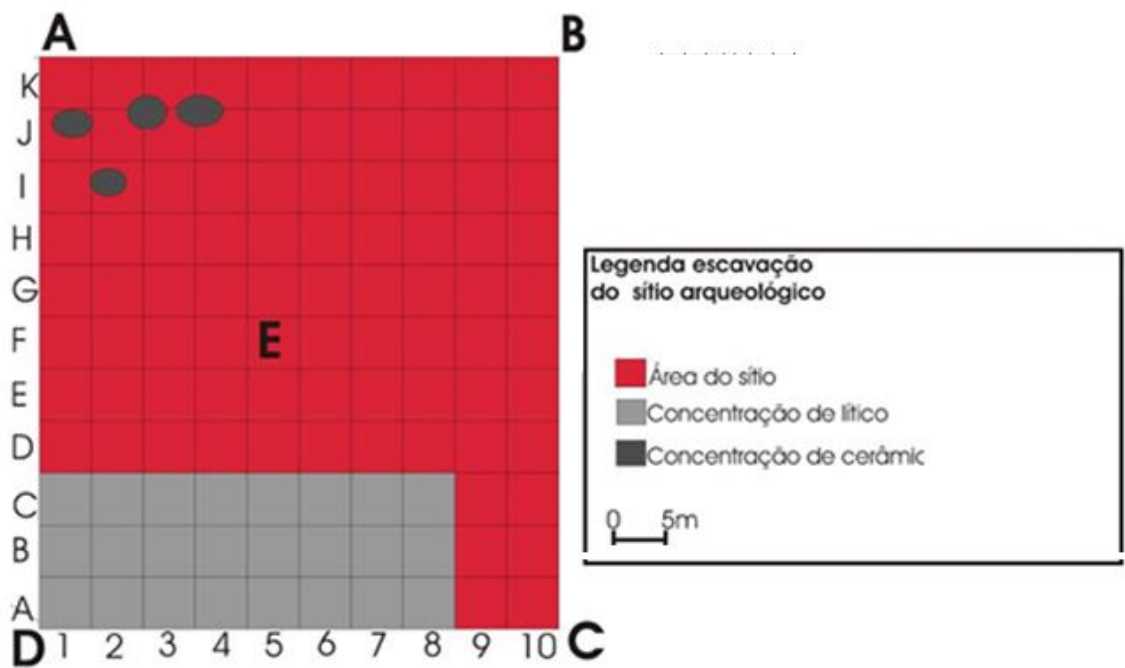 A
B
K
J
I
H
G
F
E
E
D
C
B
A
D
1 2 3 4 5 6 7 8 9 10
C
Legenda escavação
do sítio arqueológico
Área do sítio
Concentração de lítico
Concentração de cerâmic
0 5m